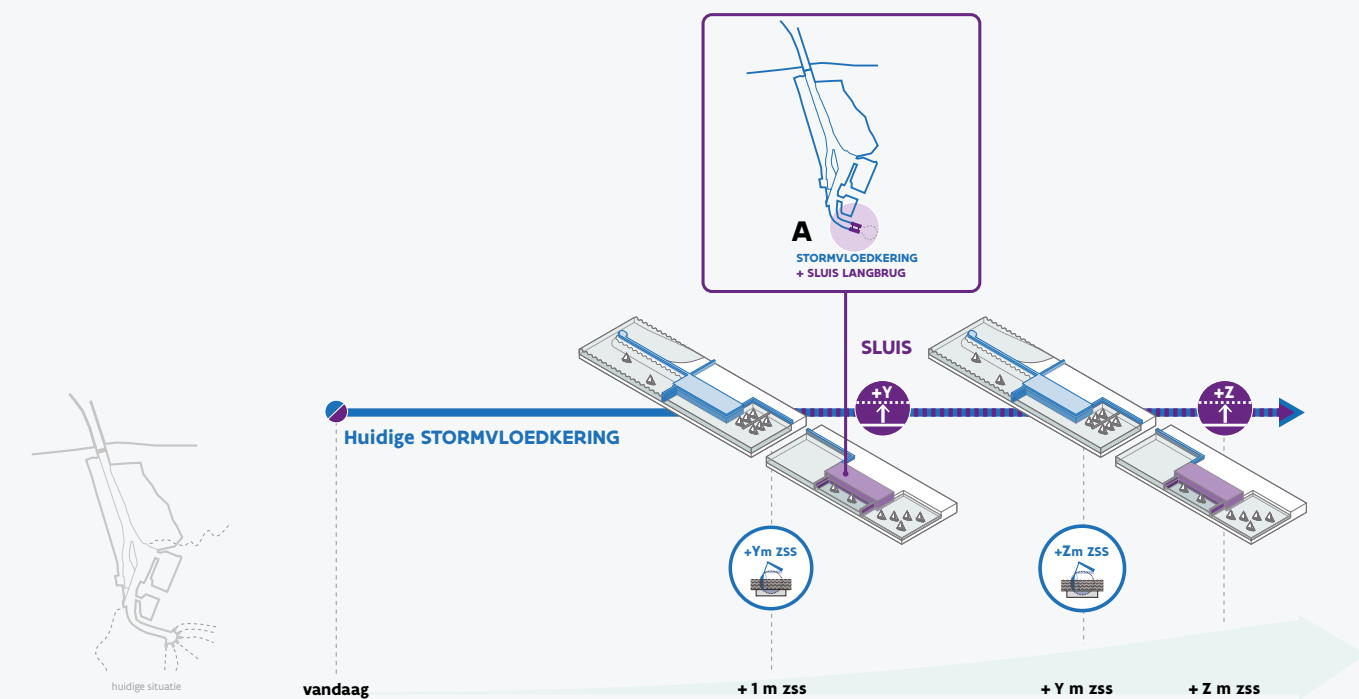 A
STORMVLOEDKERING
+ SLUIS LANGBRUG
SLUIS
+Y
+Z
Huidige STORMVLOEDKERING
+Ym zss
+Zm zss
huidige situatie
vandaag
+ 1 m zss
+ Y m zss
+ Z m zss